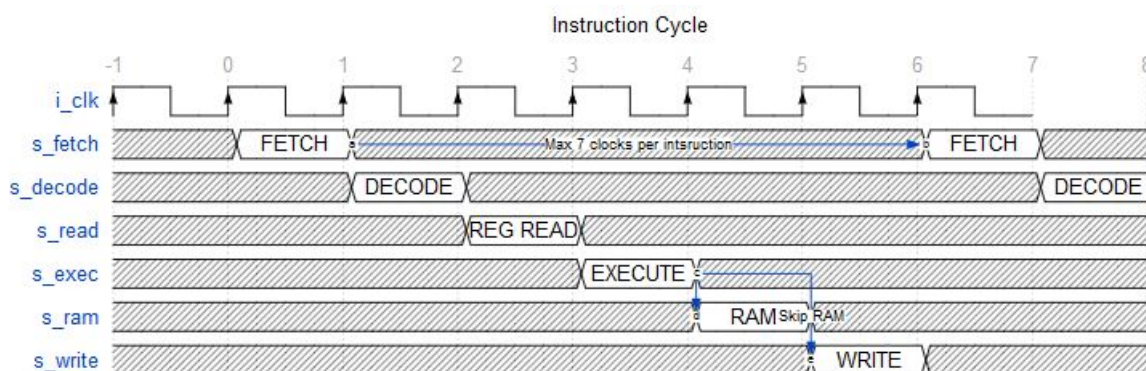 Instruction Cycle
-1 0 1 2 3 4 5 6 7 8
i_clk
s_fetch FETCH Max 7 clocks per intsruction FETCH
s_decode DECODE DECODE
s_read REG READ
s_exec EXECUTE c
s_ram RAM Skip RAM
s_write e WRITE